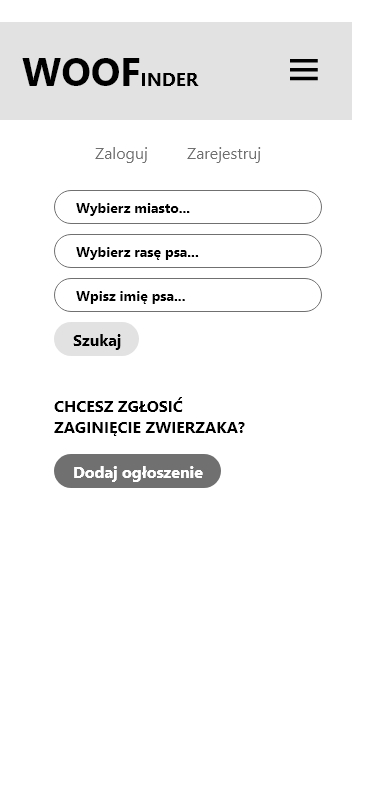 WOOFINDER
Zaloguj Zarejestruj
Wybierz miasto...
Wybierz rasę psa...
Wpisz imię psa...
Szukaj
CHCESZ ZGŁOSIĆ
ZAGINIĘCIE ZWIERZAKA?
Dodaj ogłoszenie